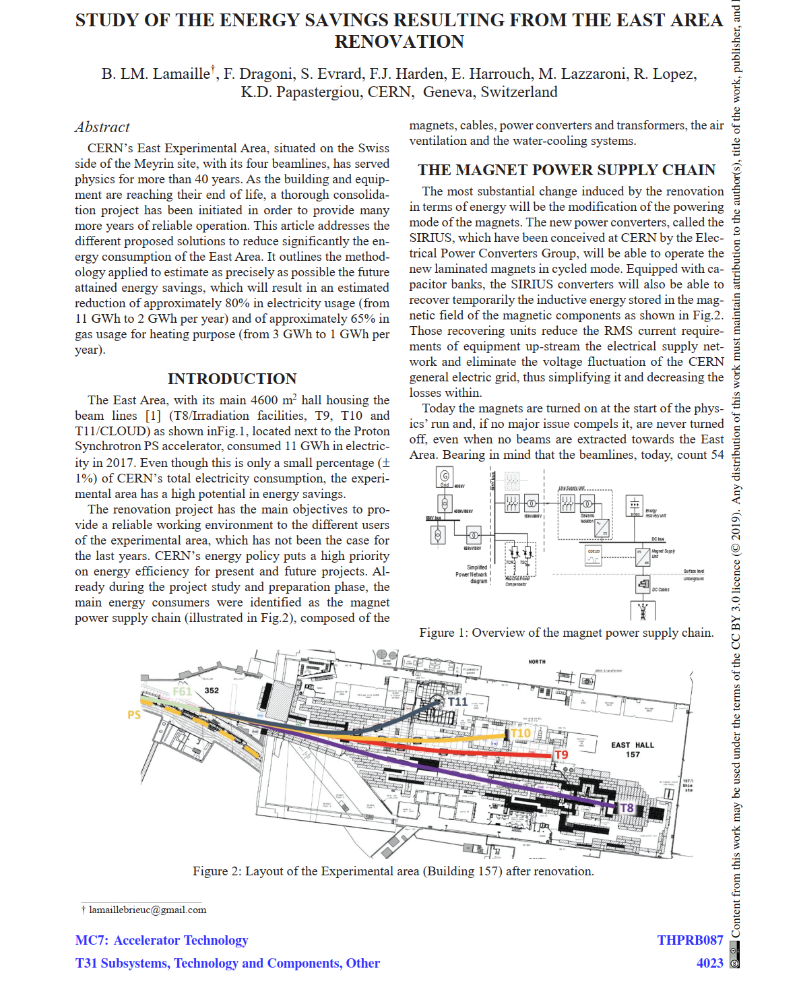 STUDY OF THE ENERGY SAVINGS RESULTING FROM THE EAST AREA
RENOVATION
B. LM. Lamaille†, F. Dragoni, S. Evrard, F.J. Harden, E. Harrouch, M. Lazzaroni, R. Lopez,
K.D. Papastergiou, CERN, Geneva, Switzerland
Abstract
CERN’s East Experimental Area, situated on the Swiss
side of the Meyrin site, with its four beamlines, has served
physics for more than 40 years. As the building and equip-
ment are reaching their end of life, a thorough consolida-
tion project has been initiated in order to provide many
more years of reliable operation. This article addresses the
different proposed solutions to reduce significantly the en-
ergy consumption of the East Area. It outlines the method-
ology applied to estimate as precisely as possible the future
attained energy savings, which will result in an estimated
reduction of approximately 80% in electricity usage (from
11 GWh to 2 GWh per year) and of approximately 65% in
gas usage for heating purpose (from 3 GWh to 1 GWh per
year).
INTRODUCTION
The East Area, with its main 4600 m² hall housing the
beam lines [1] (T8/Irradiation facilities, T9, T10 and
T11/CLOUD) as shown inFig.1, located next to the Proton
Synchrotron PS accelerator, consumed 11 GWh in electric-
ity in 2017. Even though this is only a small percentage (±
1%) of CERN’s total electricity consumption, the experi-
mental area has a high potential in energy savings.
The renovation project has the main objectives to pro-
vide a reliable working environment to the different users
of the experimental area, which has not been the case for
the last years. CERN’s energy policy puts a high priority
on energy efficiency for present and future projects. Al-
ready during the project study and preparation phase, the
main energy consumers were identified as the magnet
power supply chain (illustrated in Fig.2), composed of the
magnets, cables, power converters and transformers, the air
ventilation and the water-cooling systems.
THE MAGNET POWER SUPPLY CHAIN
The most substantial change induced by the renovation
in terms of energy will be the modification of the powering
mode of the magnets. The new power converters, called the
SIRIUS, which have been conceived at CERN by the Elec-
trical Power Converters Group, will be able to operate the
new laminated magnets in cycled mode. Equipped with ca-
pacitor banks, the SIRIUS converters will also be able to
recover temporarily the inductive energy stored in the mag-
netic field of the magnetic components as shown in Fig.2.
Those recovering units reduce the RMS current require-
ments of equipment up-stream the electrical supply net-
work and eliminate the voltage fluctuation of the CERN
general electric grid, thus simplifying it and decreasing the
losses within.
Today the magnets are turned on at the start of the phys-
ics’ run and, if no major issue compels it, are never turned
off, even when no beams are extracted towards the East
Area. Bearing in mind that the beamlines, today, count 54
G
Grid
400kV
400kV/66kV
66kV bus
66kV/18kV
18kV bus
18kV/400V
Simplified
Power Network
diagram
TCR
TSC
Reactive Power
Compensator
Line Supply Unit
Galvanic
Isolation
Energy
recovery unit
DC bus
Magnet Supply
Unit
Surface level
Underground
DC Cables
Figure 1: Overview of the magnet power supply chain.
NORTH
F61
352
PS
T11
T10
T9
EAST HALL
157
T8
Figure 2: Layout of the Experimental area (Building 157) after renovation.
† lamaillebrieuc@gmail.com
MC7: Accelerator Technology
T31 Subsystems, Technology and Components, Other
THPRB087
4023
Content from this work may be used under the terms of the CC BY 3.0 licence (© 2019). Any distribution of this work must maintain attribution to the author(s), title of the work, publisher, and